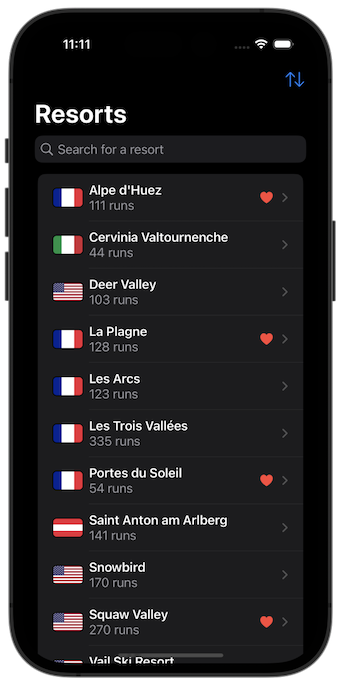 11:11
Resorts
Search for a resort
Alpe d'Huez
111 runs
Cervinia Valtournenche
44 runs
Deer Valley
103 runs
La Plagne
128 runs
Les Arcs
123 runs
Les Trois Vallées
335 runs
Portes du Soleil
54 runs
Saint Anton am Arlberg
141 runs
Snowbird
170 runs
Squaw Valley
270 runs
Vail Ski Resort